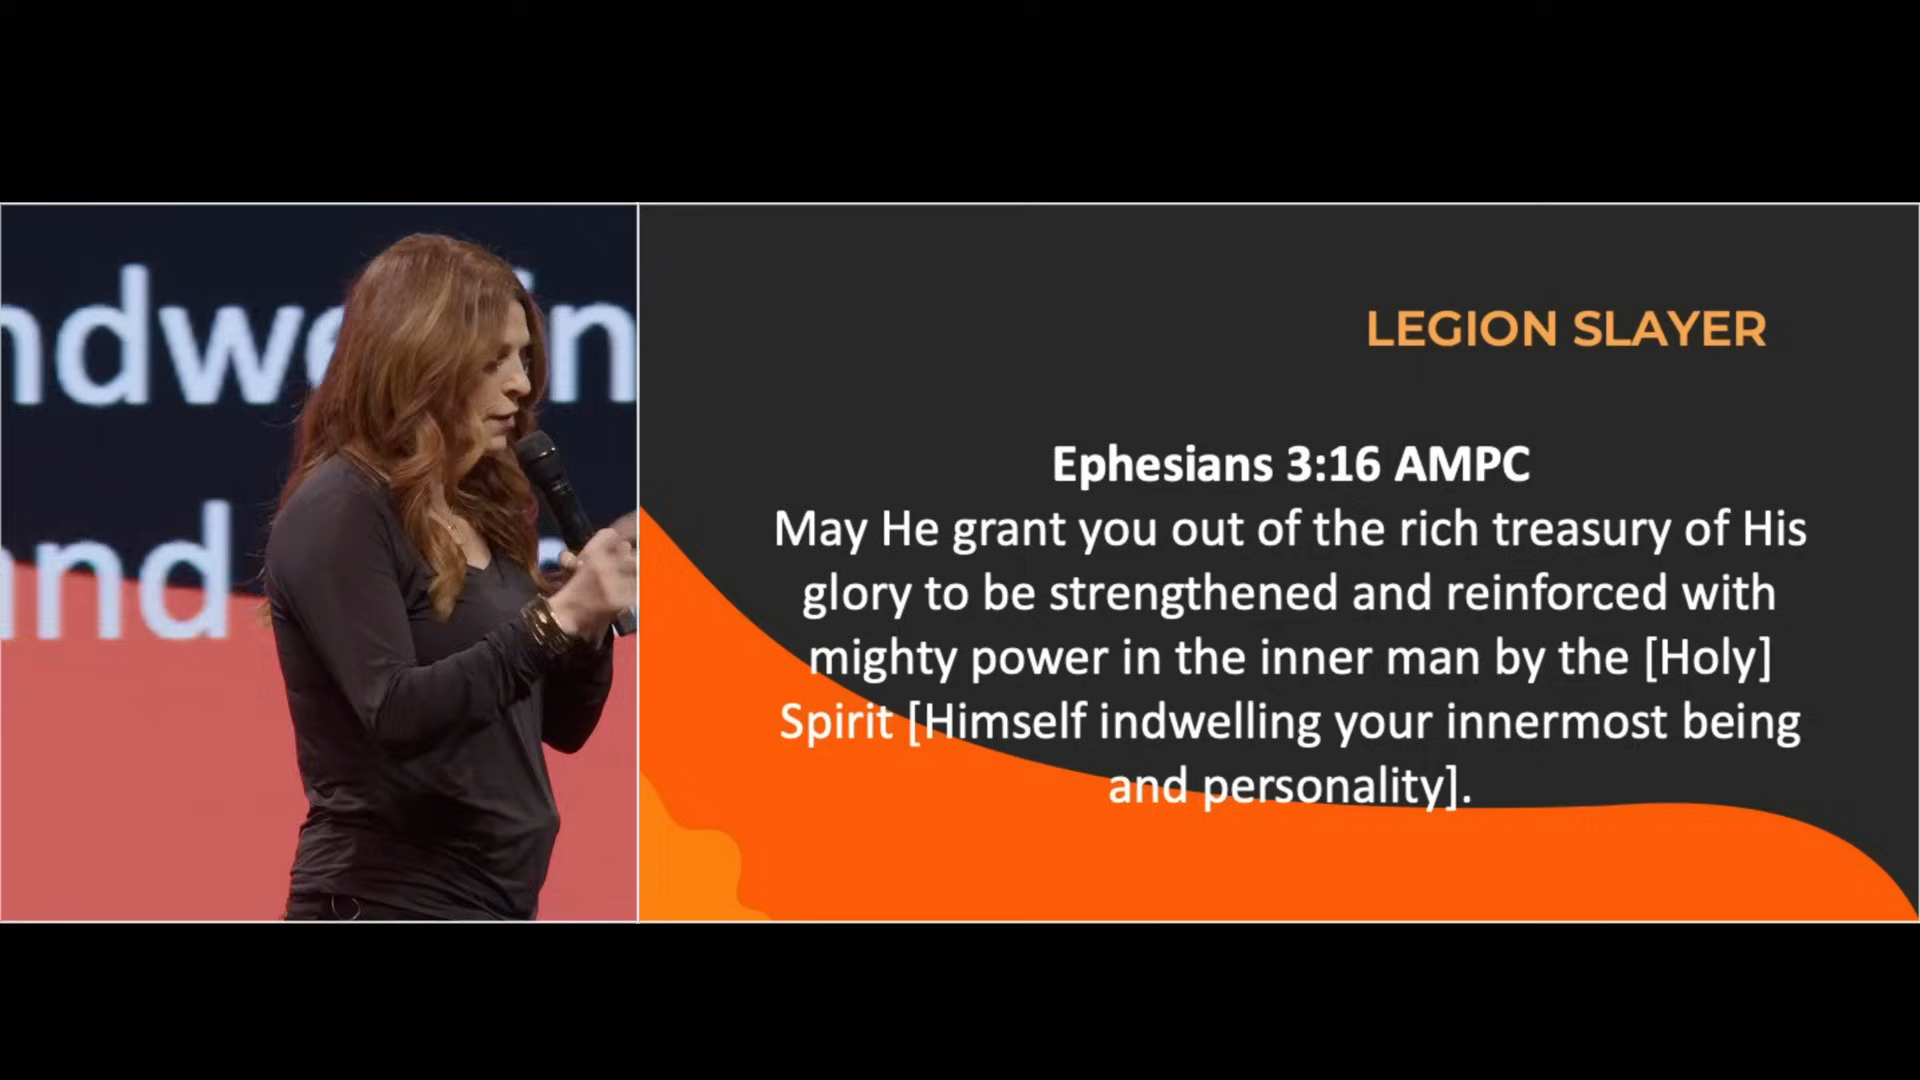 LEGION SLAYER
Ephesians 3:16 AMPC
May He grant you out of the rich treasury of His
glory to be strengthened and reinforced with
mighty power in the inner man by the [Holy]
Spirit [Himself indwelling your innermost being
and personality].
and